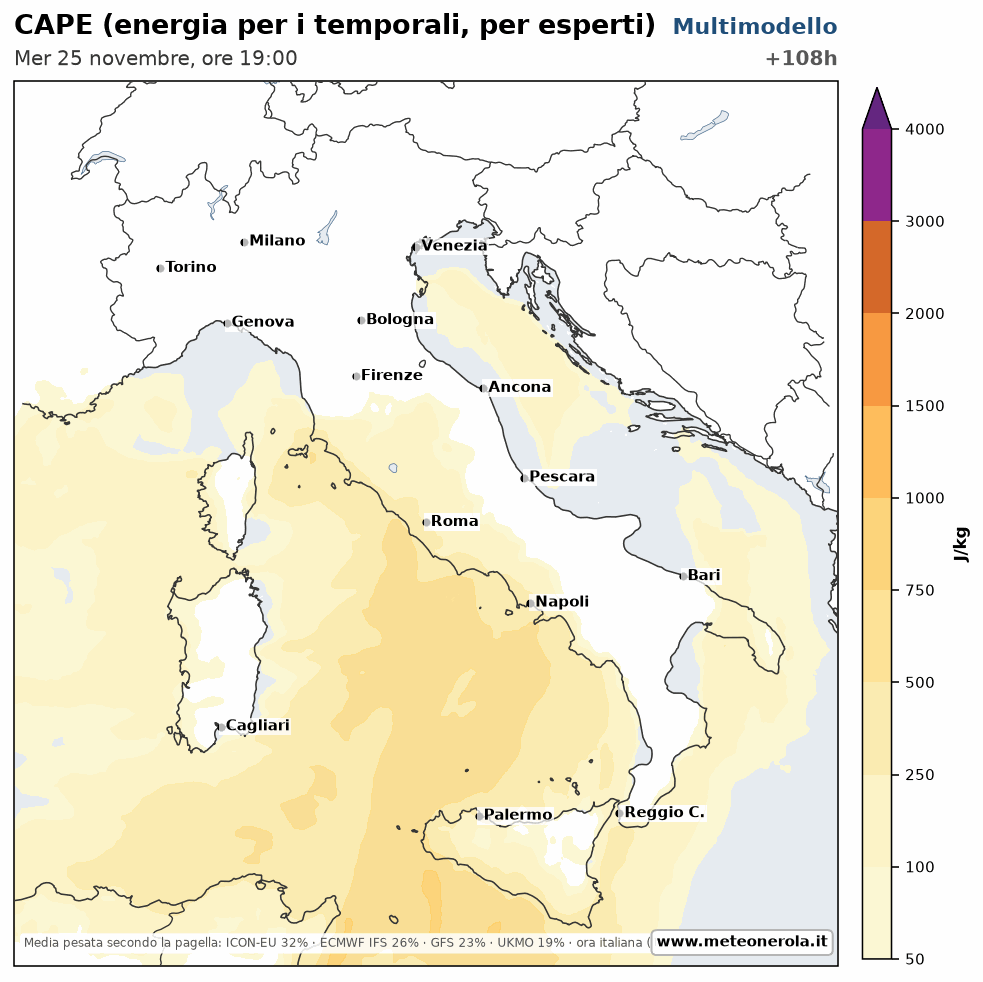 CAPE (energia per i temporali, per esperti) Multimodello
Mer 25 novembre, ore 19:00 +108h
4000
3000
Venezia
Milano
Torino
2000
Genova
Bologna
Firenze
Ancona
1500
Pescara
1000
Roma
J/kg
Bari
750
Napoli
500
Cagliari
250
Palermo
Reggio C.
100
Media pesata secondo la pagella: ICON-EU 32% · ECMWF IFS 26% · GFS 23% · UKMO 19% · ora italiana (
www.meteonerola.it
50